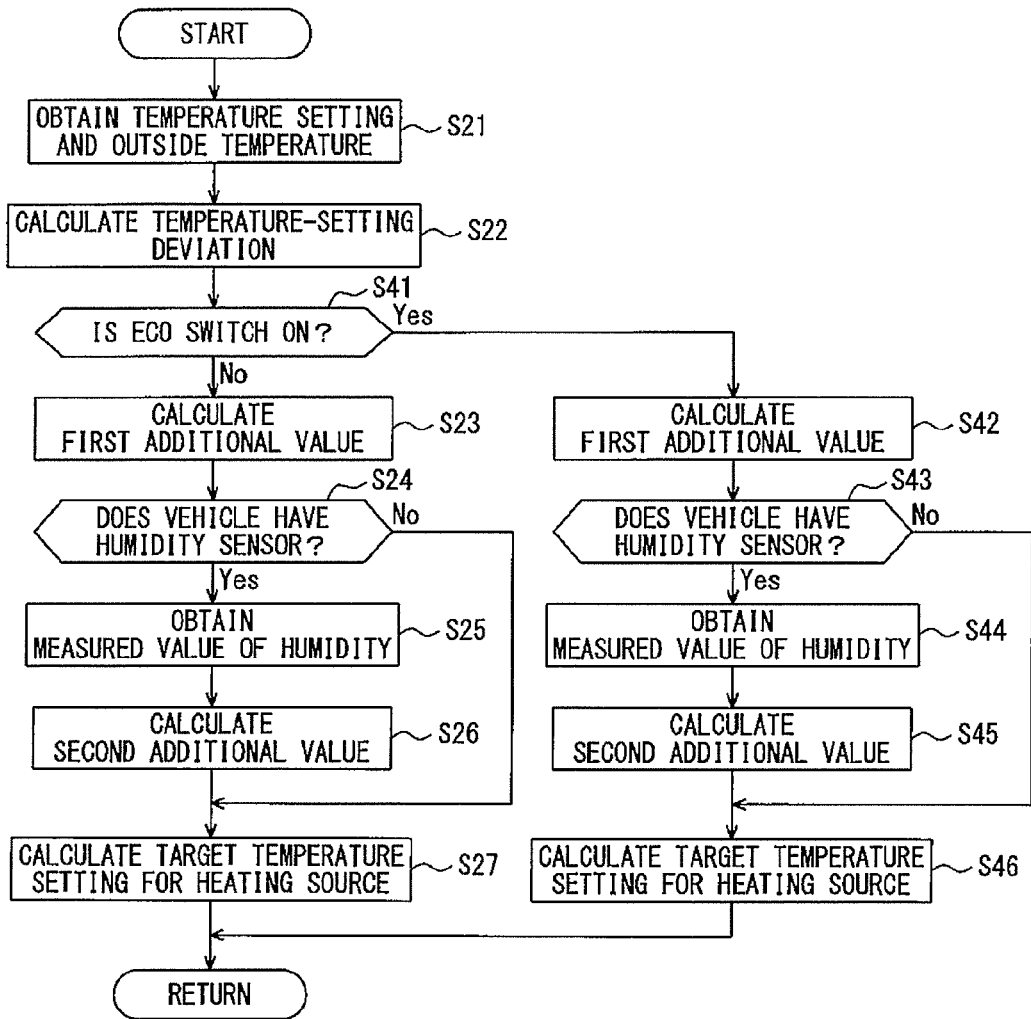 START
OBTAIN TEMPERATURE SETTING
AND OUTSIDE TEMPERATURE
S21
CALCULATE TEMPERATURE-SETTING
DEVIATION
S22
S41
IS ECO SWITCH ON?
Yes
No
CALCULATE
FIRST ADDITIONAL VALUE
S23
S24
DOES VEHICLE HAVE
HUMIDITY SENSOR?
No
Yes
OBTAIN
MEASURED VALUE OF HUMIDITY
S25
CALCULATE
SECOND ADDITIONAL VALUE
S26
CALCULATE TARGET TEMPERATURE
SETTING FOR HEATING SOURCE
S27
CALCULATE
FIRST ADDITIONAL VALUE
S42
S43
DOES VEHICLE HAVE
HUMIDITY SENSOR?
No
Yes
OBTAIN
MEASURED VALUE OF HUMIDITY
S44
CALCULATE
SECOND ADDITIONAL VALUE
S45
CALCULATE TARGET TEMPERATURE
SETTING FOR HEATING SOURCE
S46
RETURN